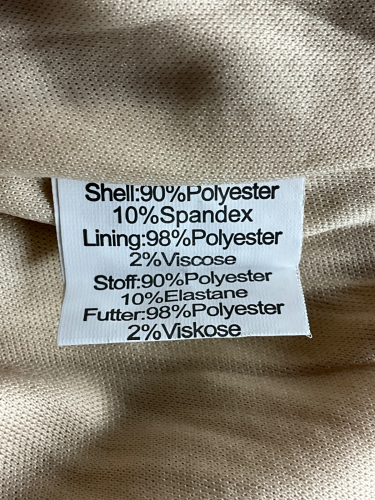 Shell:90%Polyester
10%Spandex
Lining:98%Polyester
2%Viscose
Stoff:90%Polyester
10%Elastane
Futter:98%Polyester
2%Viskose